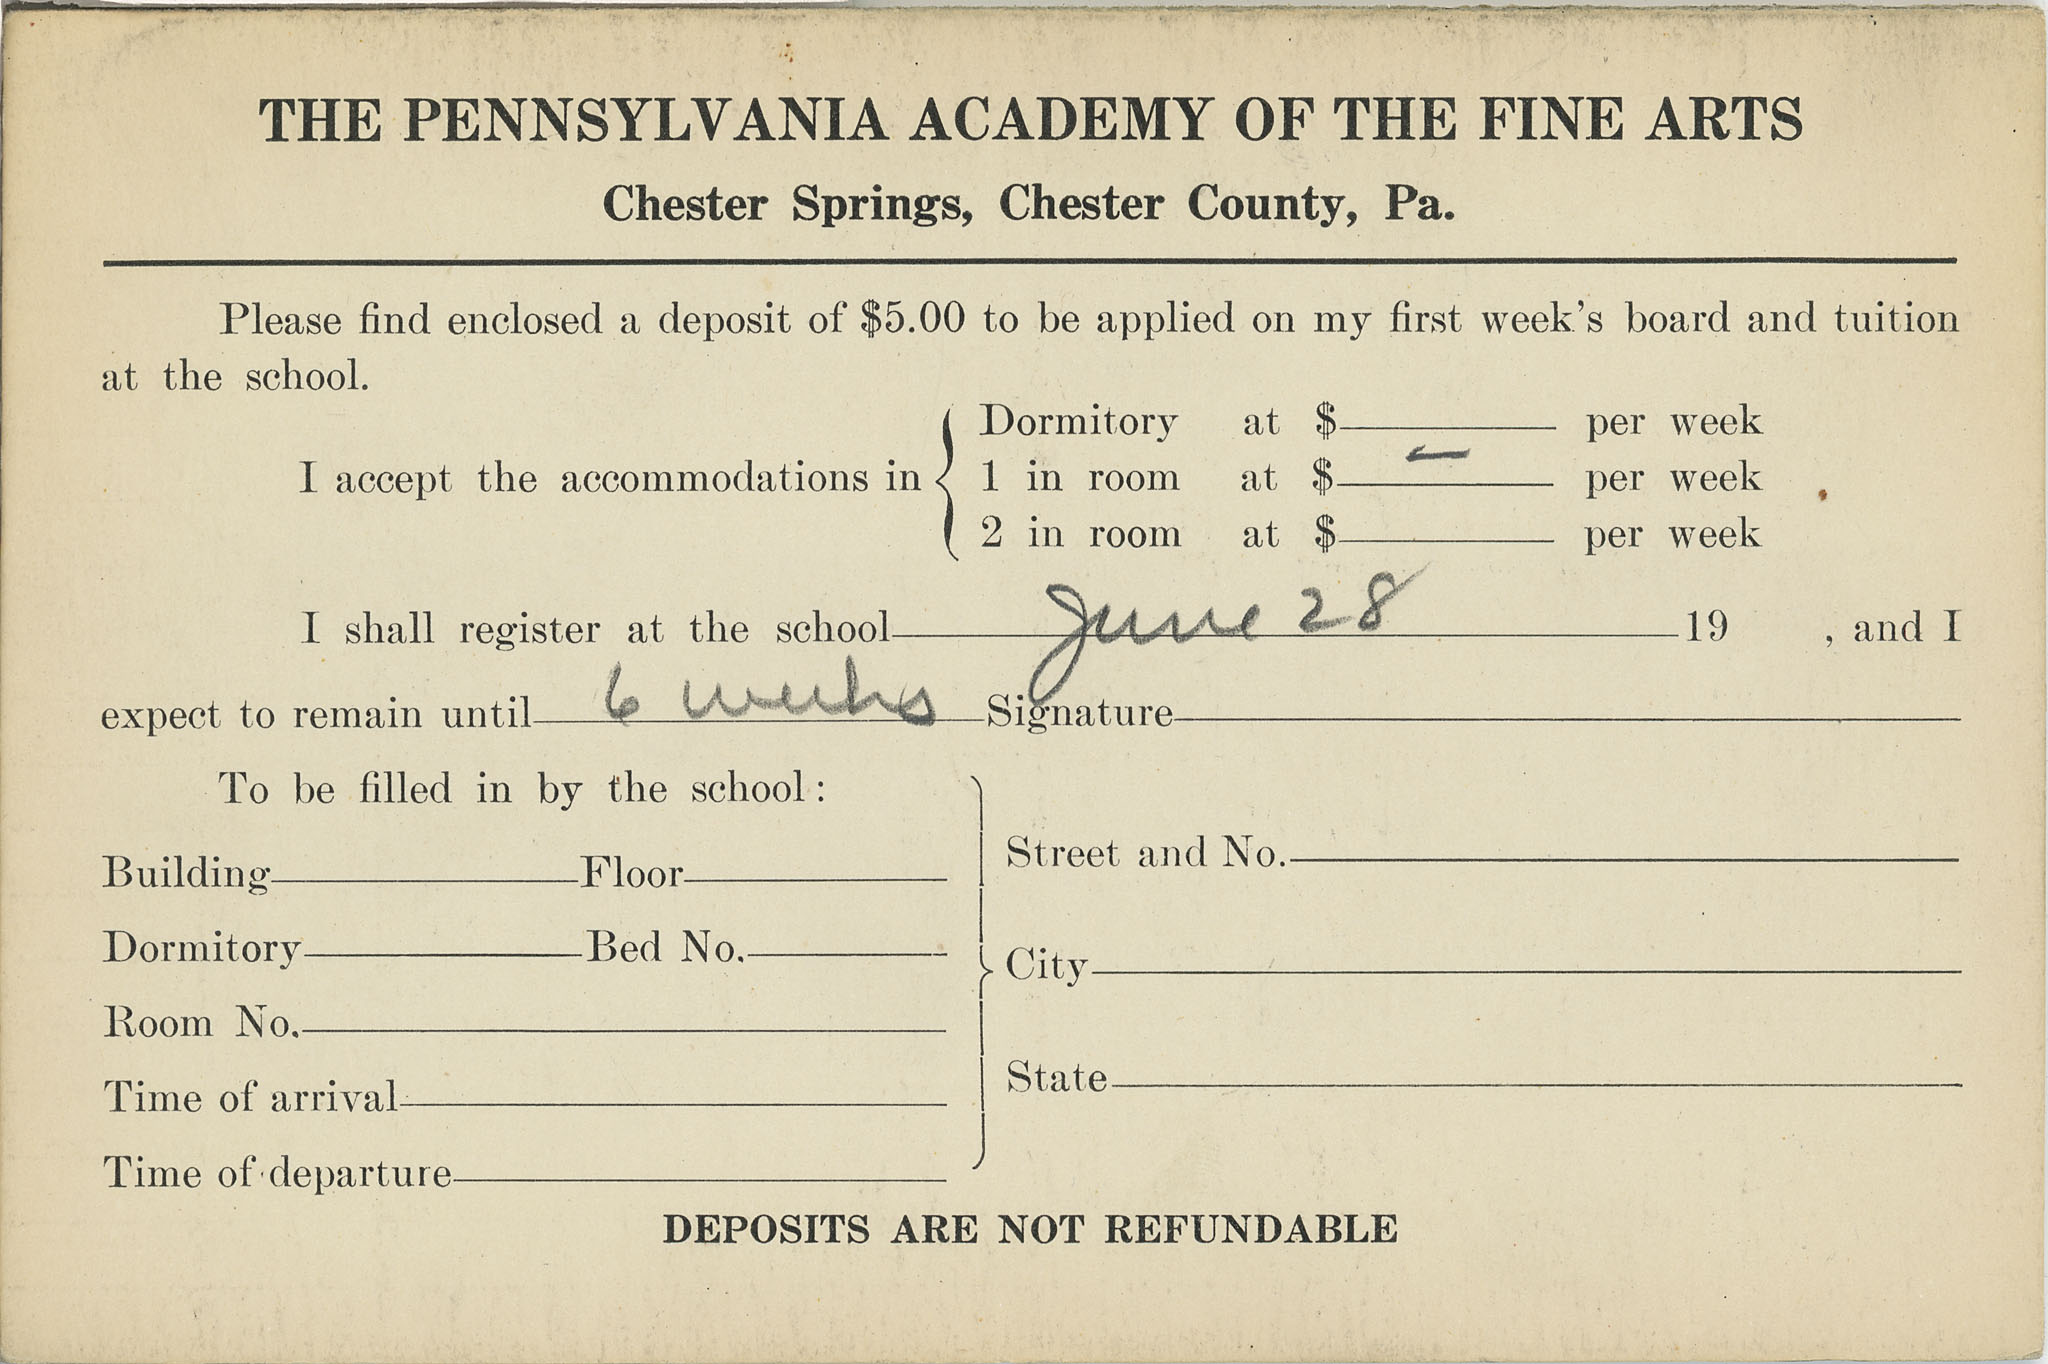 THE PENNSYLVANIA ACADEMY OF THE FINE ARTS
Chester Springs, Chester County, Pa.
Please find enclosed a deposit of $5.00 to be applied on my first week's board and tuition
at the school.
Dormitory at $ per week
I accept the accommodations in 1 in room at $ - per week
2 in room at $ per week
I shall register at the school June 28 19 , and I
expect to remain until 6 weeks Signature
To be filled in by the school:
Street and No.
Building Floor
Dormitory Bed No.
City
Room No.
State
Time of arrival
Time of departure
DEPOSITS ARE NOT REFUNDABLE